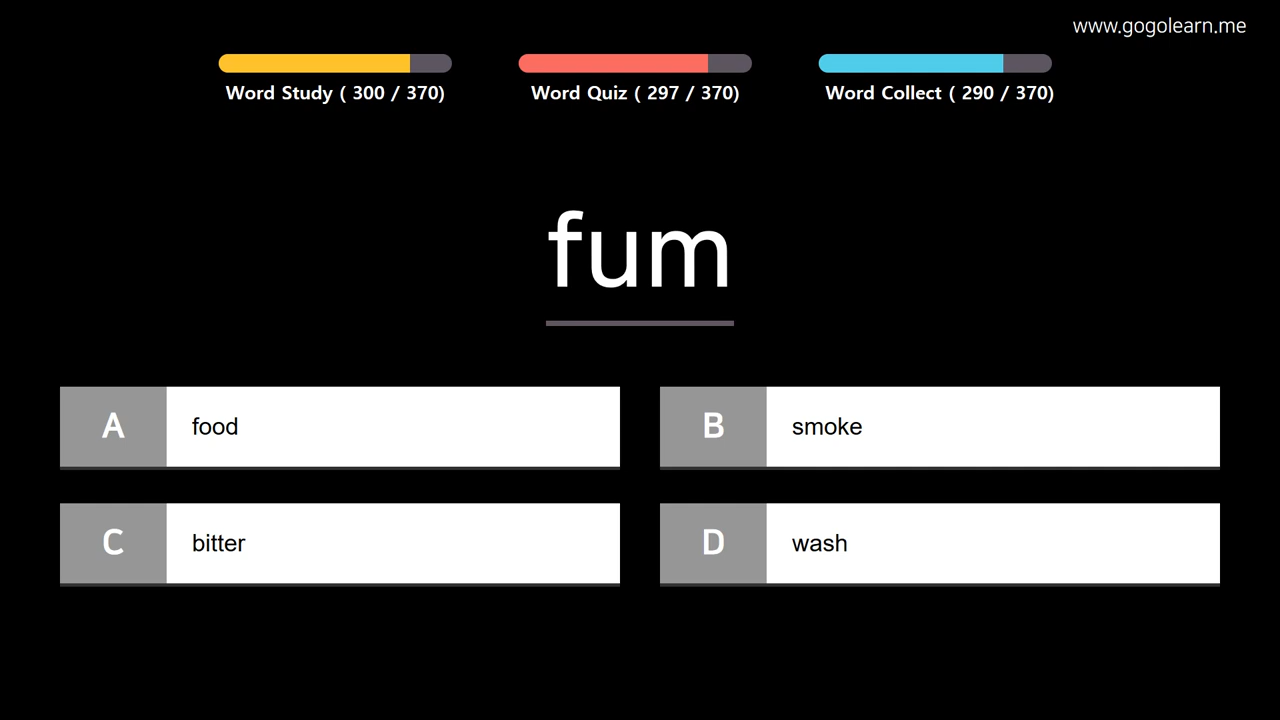 www.gogolearn.me
Word Study ( 300 / 370)
Word Quiz ( 297 / 370)
Word Collect ( 290 / 370)
fum
A food
B smoke
C bitter
D wash